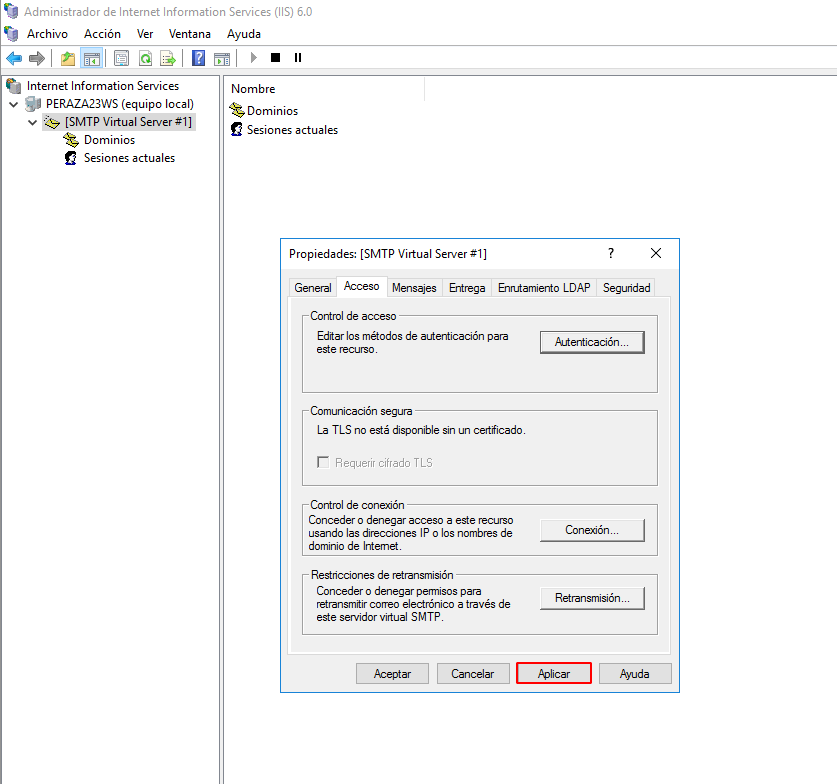 Administrador de Internet Information Services (IIS) 6.0
Archivo Acción Ver Ventana Ayuda
Internet Information Services
PERAZA23WS (equipo local)
[SMTP Virtual Server #1]
Dominios
Sesiones actuales
Nombre
Dominios
Sesiones actuales
Propiedades: [SMTP Virtual Server #1]
General Acceso Mensajes Entrega Enrutamiento LDAP Seguridad
Control de acceso
Editar los métodos de autenticación para
este recurso.
Autenticación...
Comunicación segura
La TLS no está disponible sin un certificado.
Requerir cifrado TLS
Control de conexión
Conceder o denegar acceso a este recurso
usando las direcciones IP o los nombres de
dominio de Internet.
Conexión...
Restricciones de retransmisión
Conceder o denegar permisos para
retransmitir correo electrónico a través de
este servidor virtual SMTP.
Retransmisión...
Aceptar Cancelar Aplicar Ayuda